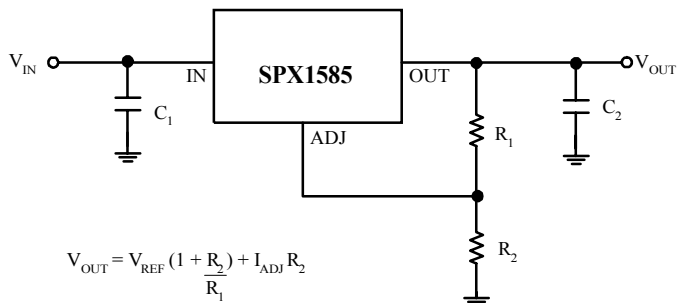 V_IN
IN
SPX1585
OUT
V_OUT
C_1
ADJ
R_1
C_2
R_2
V_OUT = V_REF (1 + R_2/R_1) + I_ADJ R_2